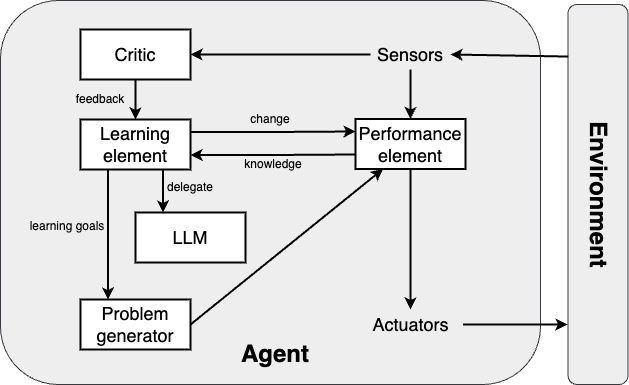 Critic
Sensors
feedback
change
Learning
element
Performance
element
knowledge
delegate
learning goals
LLM
Problem
generator
Actuators
Agent
Environment